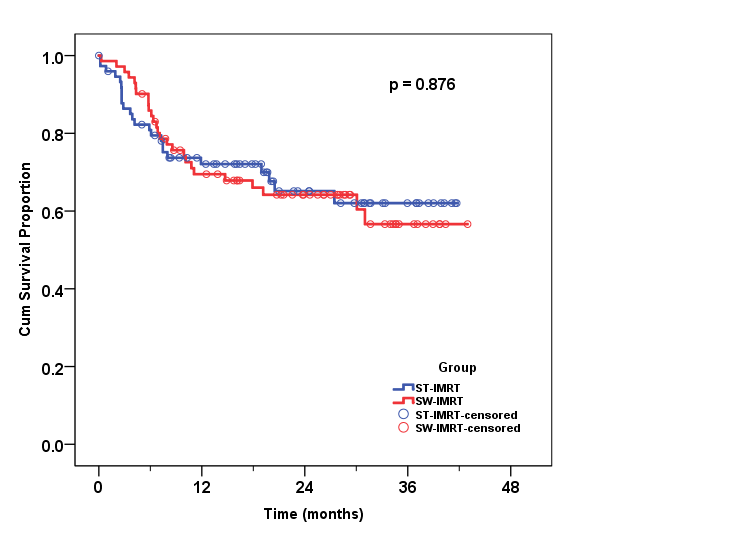 1.0
p = 0.876
0.8
0.6
0.4
0.2
0.0
Cum Survival Proportion
Group
ST-IMRT
SW-IMRT
ST-IMRT-censored
SW-IMRT-censored
0 12 24 36 48
Time (months)